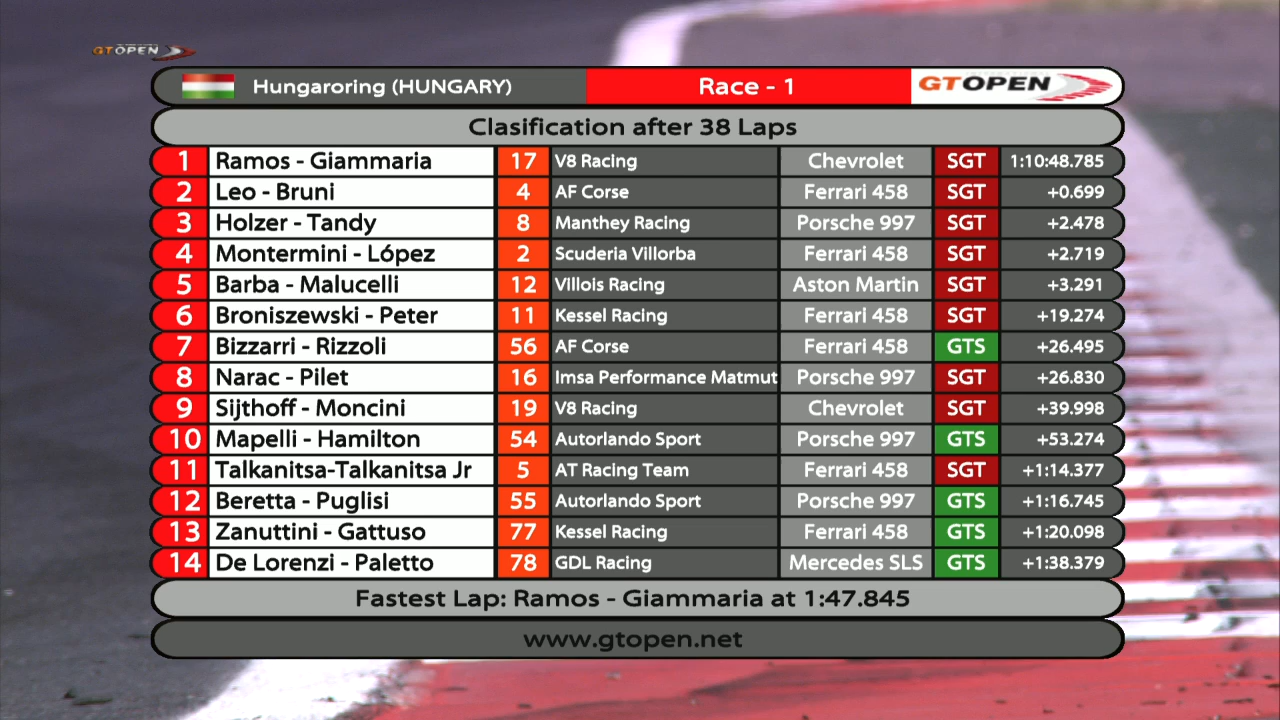 GTOPEN
Hungaroring (HUNGARY) Race - 1 GTOPEN
Clasification after 38 Laps
1 Ramos - Giammaria 17 V8 Racing Chevrolet SGT 1:10:48.785
2 Leo - Bruni 4 AF Corse Ferrari 458 SGT +0.699
3 Holzer - Tandy 8 Manthey Racing Porsche 997 SGT +2.478
4 Montermini - López 2 Scuderia Villorba Ferrari 458 SGT +2.719
5 Barba - Malucelli 12 Villois Racing Aston Martin SGT +3.291
6 Broniszewski - Peter 11 Kessel Racing Ferrari 458 SGT +19.274
7 Bizzarri - Rizzoli 56 AF Corse Ferrari 458 GTS +26.495
8 Narac - Pilet 16 Imsa Performance Matmut Porsche 997 SGT +26.830
9 Sijthoff - Moncini 19 V8 Racing Chevrolet SGT +39.998
10 Mapelli - Hamilton 54 Autorlando Sport Porsche 997 GTS +53.274
11 Talkanitsa-Talkanitsa Jr 5 AT Racing Team Ferrari 458 SGT +1:14.377
12 Beretta - Puglisi 55 Autorlando Sport Porsche 997 GTS +1:16.745
13 Zanuttini - Gattuso 77 Kessel Racing Ferrari 458 GTS +1:20.098
14 De Lorenzi - Paletto 78 GDL Racing Mercedes SLS GTS +1:38.379
Fastest Lap: Ramos - Giammaria at 1:47.845
www.gtopen.net